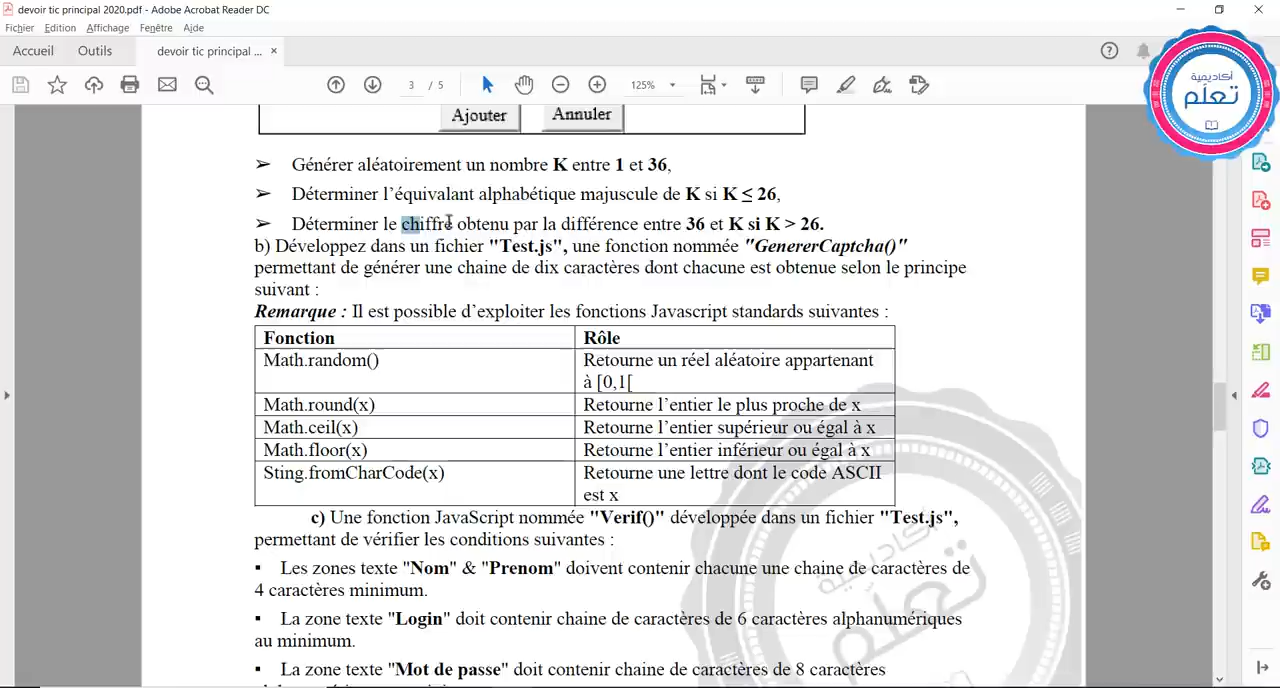 devoir tic principal 2020.pdf - Adobe Acrobat Reader DC
Fichier Edition Affichage Fenêtre Aide
Accueil Outils devoir tic principal ... ×
3 / 5 125%
أكاديمية
تعلّم
Ajouter Annuler
➢ Générer aléatoirement un nombre K entre 1 et 36,
➢ Déterminer l'équivalant alphabétique majuscule de K si K ≤ 26,
➢ Déterminer le chiffre obtenu par la différence entre 36 et K si K > 26.
b) Développez dans un fichier "Test.js", une fonction nommée "GenererCaptcha()"
permettant de générer une chaine de dix caractères dont chacune est obtenue selon le principe
suivant :
Remarque : Il est possible d'exploiter les fonctions Javascript standards suivantes :
Fonction Rôle
Math.random() Retourne un réel aléatoire appartenant
à [0,1[
Math.round(x) Retourne l'entier le plus proche de x
Math.ceil(x) Retourne l'entier supérieur ou égal à x
Math.floor(x) Retourne l'entier inférieur ou égal à x
Sting.fromCharCode(x) Retourne une lettre dont le code ASCII
est x
c) Une fonction JavaScript nommée "Verif()" développée dans un fichier "Test.js",
permettant de vérifier les conditions suivantes :
▪ Les zones texte "Nom" & "Prenom" doivent contenir chacune une chaine de caractères de
4 caractères minimum.
▪ La zone texte "Login" doit contenir chaine de caractères de 6 caractères alphanumériques
au minimum.
▪ La zone texte "Mot de passe" doit contenir chaine de caractères de 8 caractères
أكاديمية
تعلّم